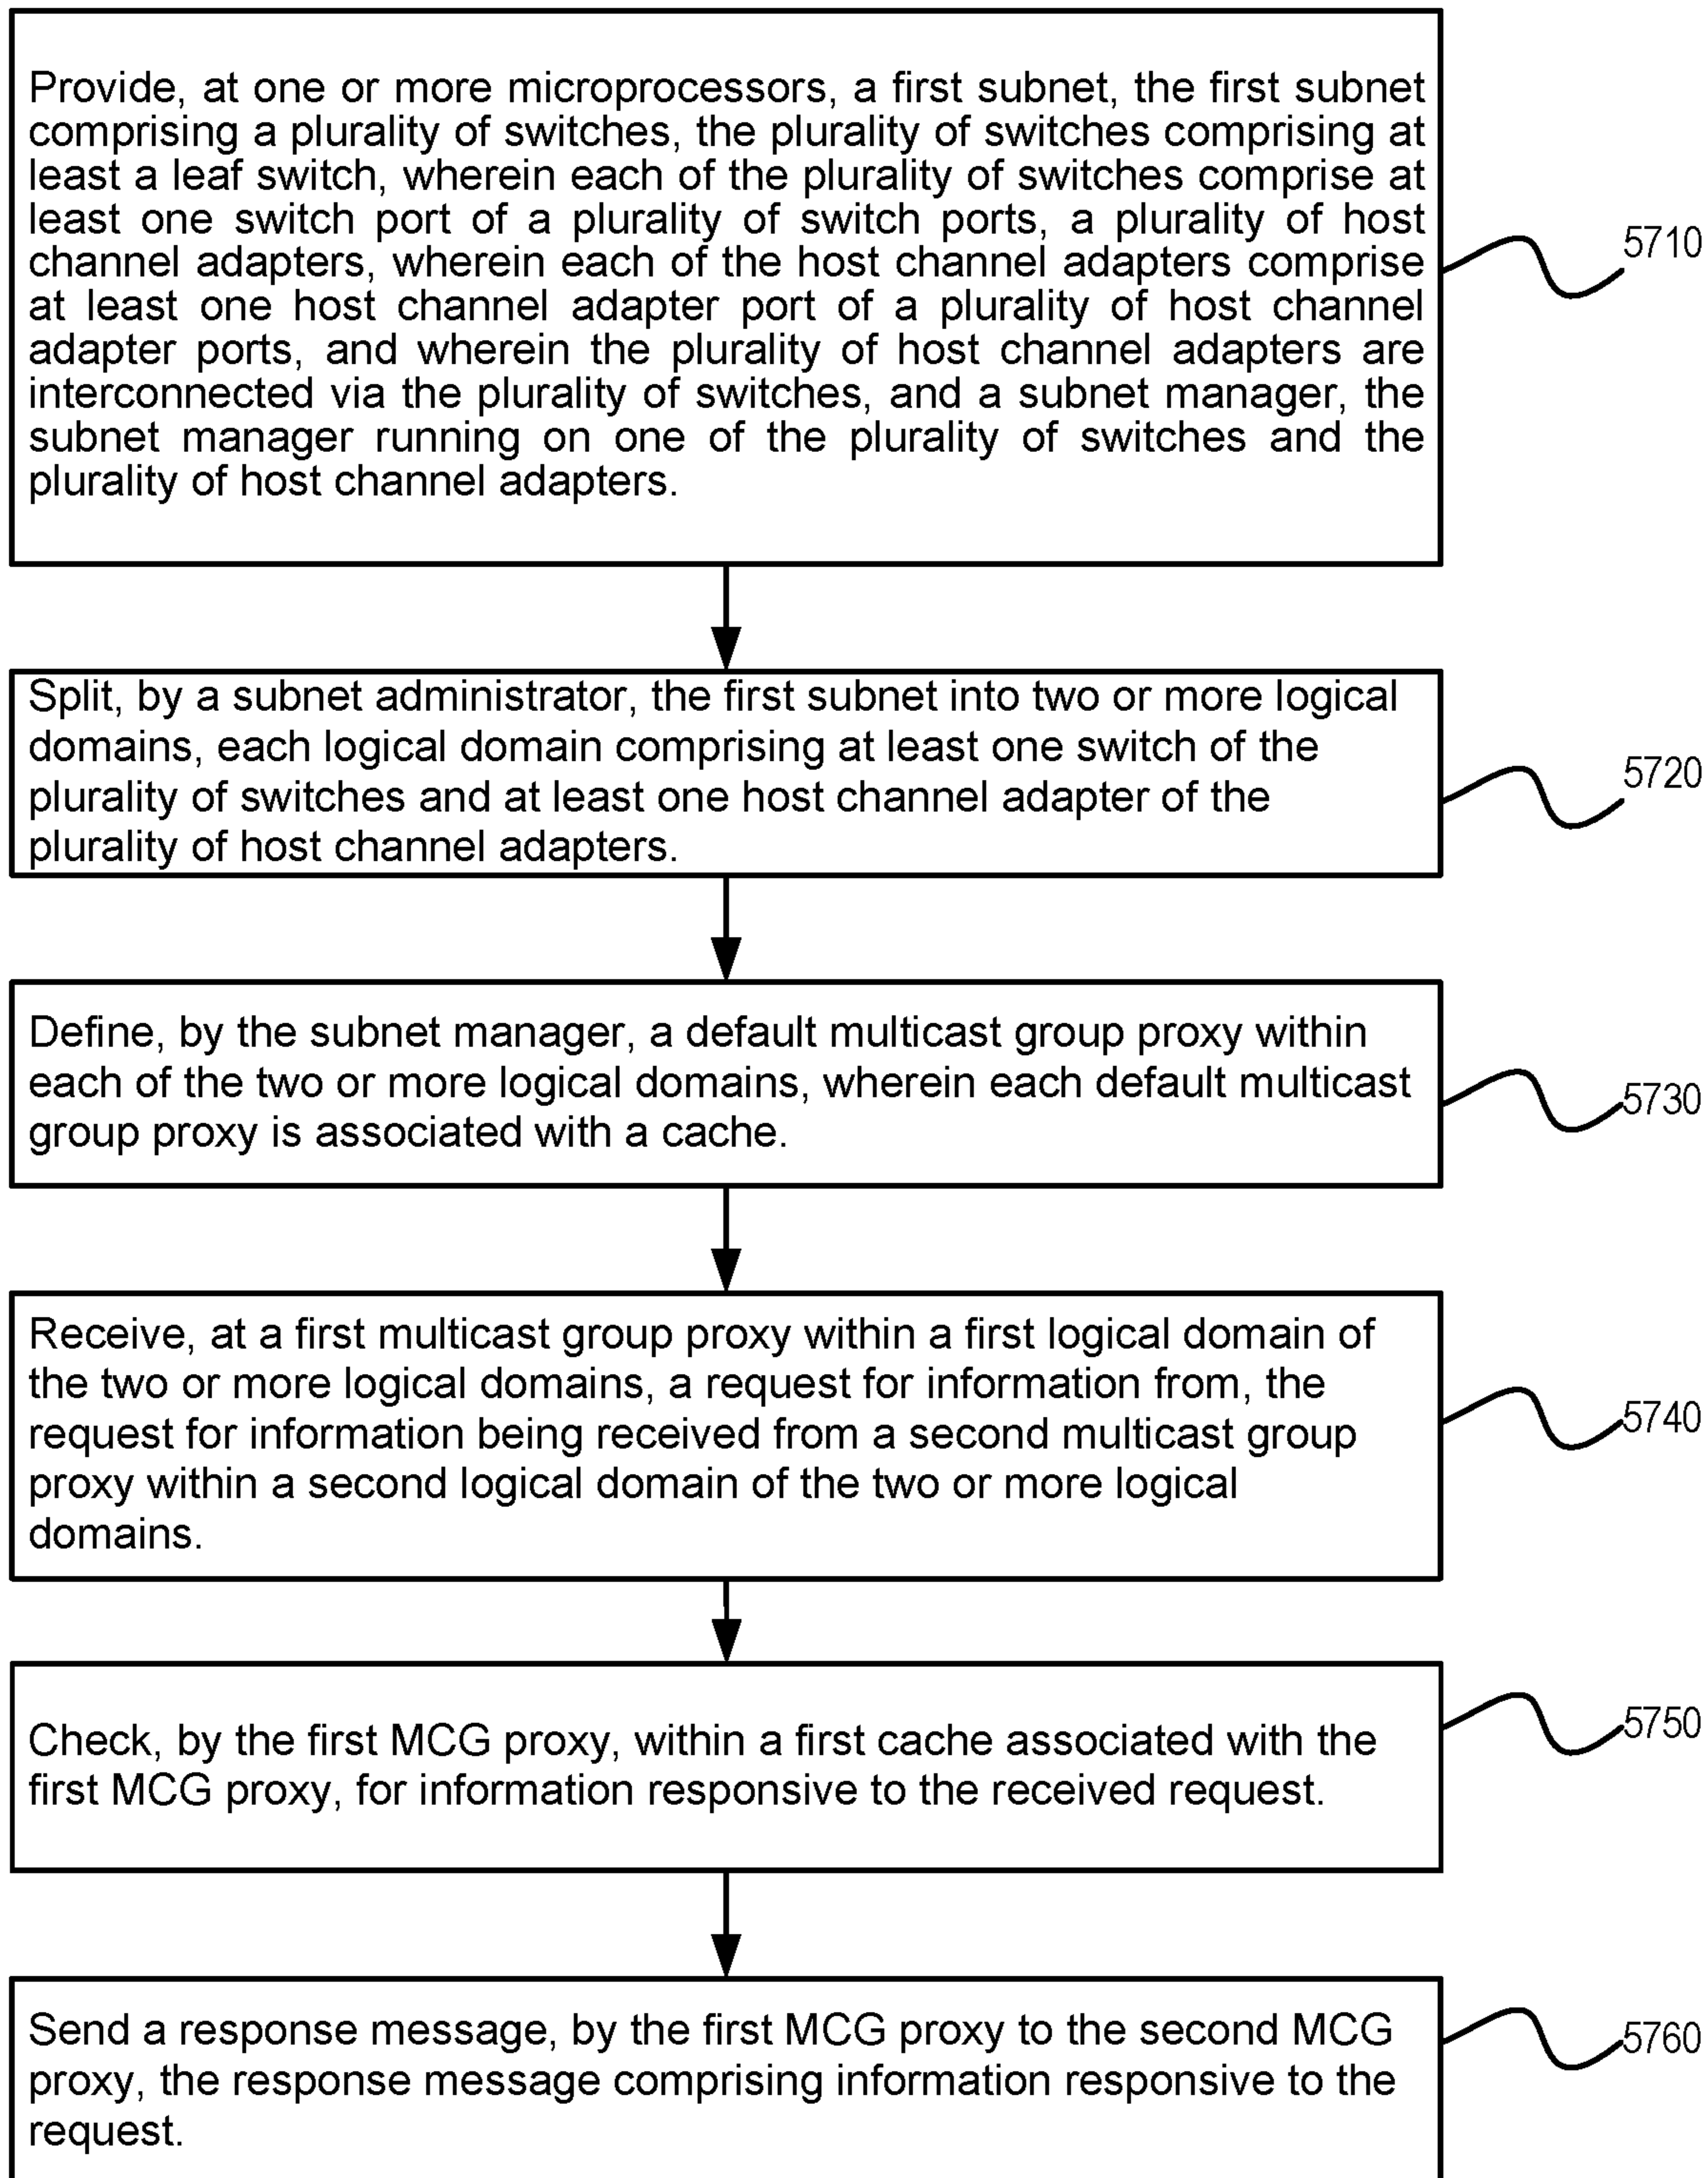 Provide, at one or more microprocessors, a first subnet, the first subnet
comprising a plurality of switches, the plurality of switches comprising at
least a leaf switch, wherein each of the plurality of switches comprise at
least one switch port of a plurality of switch ports, a plurality of host
channel adapters, wherein each of the host channel adapters comprise
at least one host channel adapter port of a plurality of host channel
adapter ports, and wherein the plurality of host channel adapters are
interconnected via the plurality of switches, and a subnet manager, the
subnet manager running on one of the plurality of switches and the
plurality of host channel adapters.
5710
Split, by a subnet administrator, the first subnet into two or more logical
domains, each logical domain comprising at least one switch of the
plurality of switches and at least one host channel adapter of the
plurality of host channel adapters.
5720
Define, by the subnet manager, a default multicast group proxy within
each of the two or more logical domains, wherein each default multicast
group proxy is associated with a cache.
5730
Receive, at a first multicast group proxy within a first logical domain of
the two or more logical domains, a request for information from, the
request for information being received from a second multicast group
proxy within a second logical domain of the two or more logical
domains.
5740
Check, by the first MCG proxy, within a first cache associated with the
first MCG proxy, for information responsive to the received request.
5750
Send a response message, by the first MCG proxy to the second MCG
proxy, the response message comprising information responsive to the
request.
5760